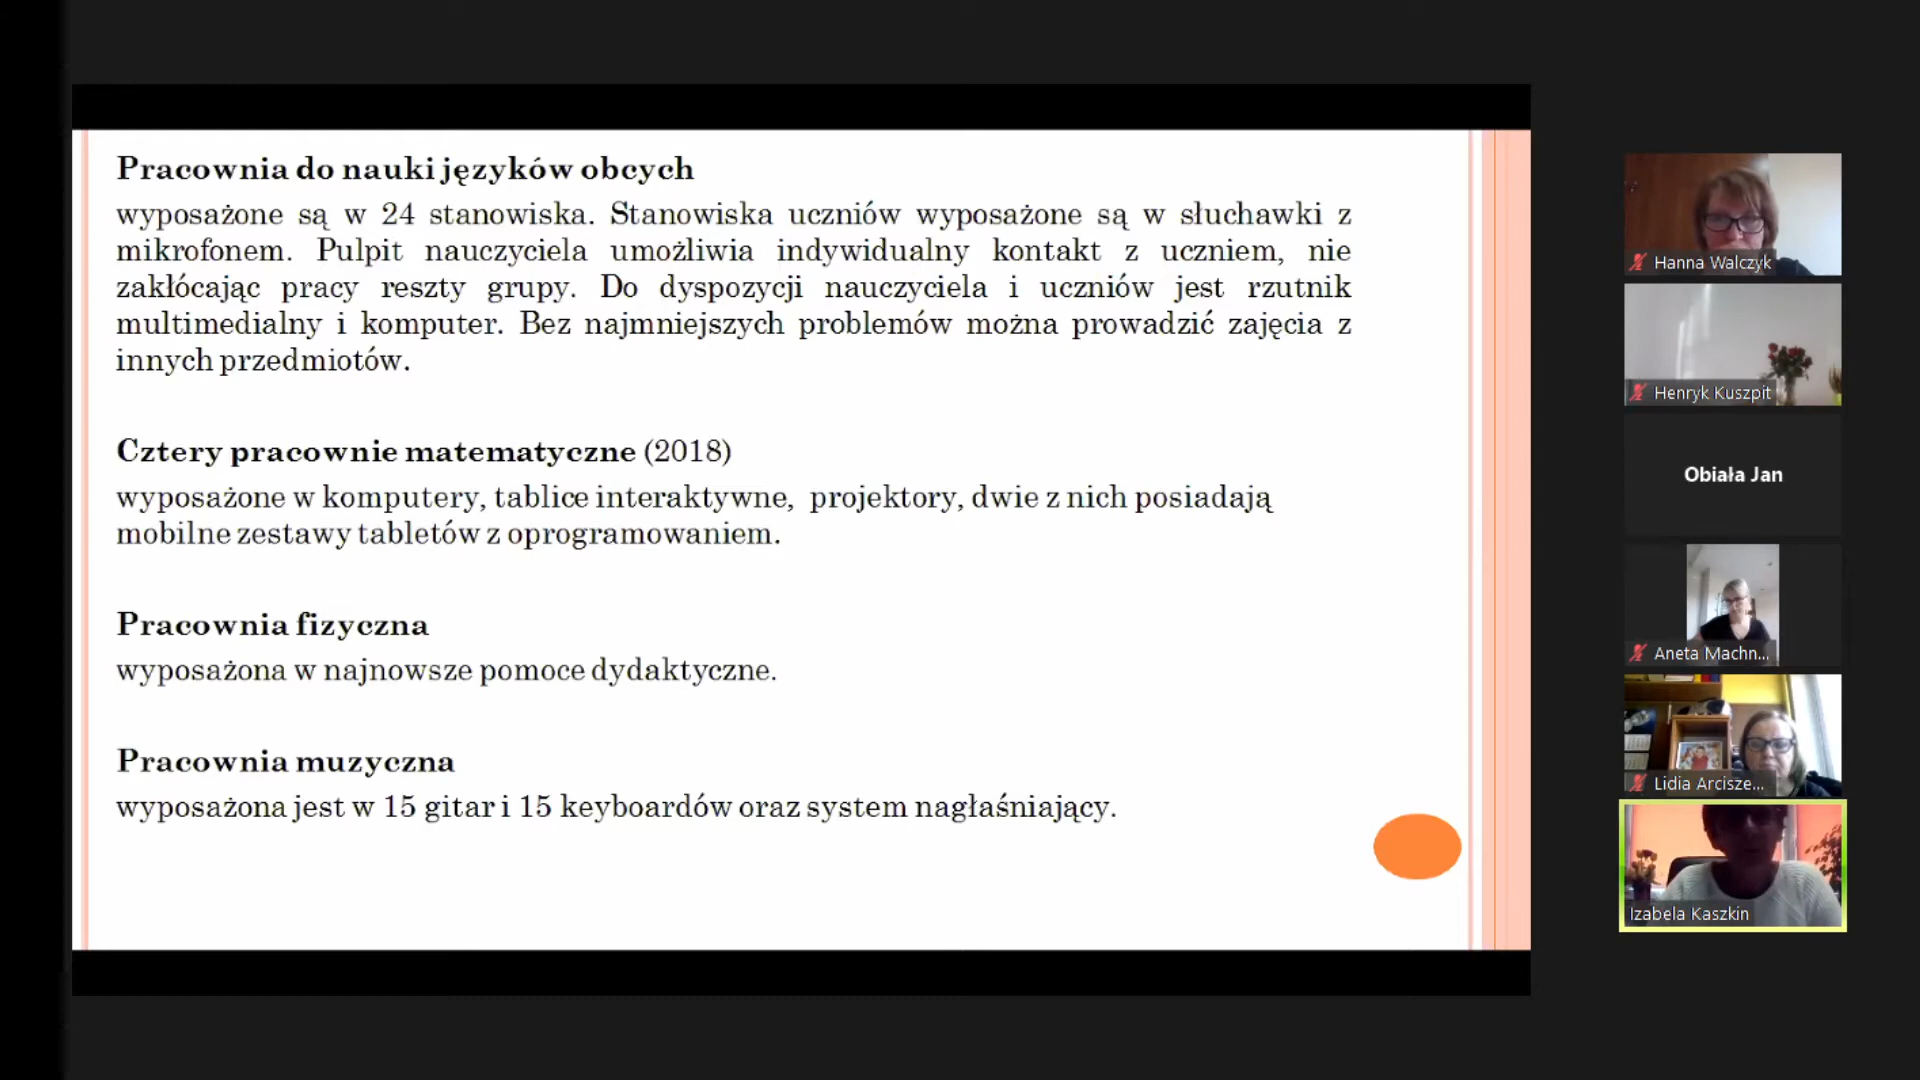 Pracownia do nauki języków obcych
wyposażone są w 24 stanowiska. Stanowiska uczniów wyposażone są w słuchawki z
mikrofonem. Pulpit nauczyciela umożliwia indywidualny kontakt z uczniem, nie
zakłócając pracy reszty grupy. Do dyspozycji nauczyciela i uczniów jest rzutnik
multimedialny i komputer. Bez najmniejszych problemów można prowadzić zajęcia z
innych przedmiotów.
Cztery pracownie matematyczne (2018)
wyposażone w komputery, tablice interaktywne, projektory, dwie z nich posiadają
mobilne zestawy tabletów z oprogramowaniem.
Pracownia fizyczna
wyposażona w najnowsze pomoce dydaktyczne.
Pracownia muzyczna
wyposażona jest w 15 gitar i 15 keyboardów oraz system nagłaśniający.
Hanna Walczyk
Henryk Kuszpit
Obiała Jan
Aneta Machn...
Lidia Arcisze...
Izabela Kaszkin